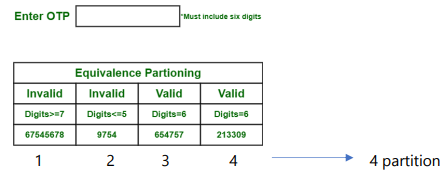 Enter OTP *Must include six digits
Equivalence Partioning
Invalid Invalid Valid Valid
Digits>=7 Digits<=5 Digits=6 Digits=6
67545678 9754 654757 213309
1 2 3 4 4 partition